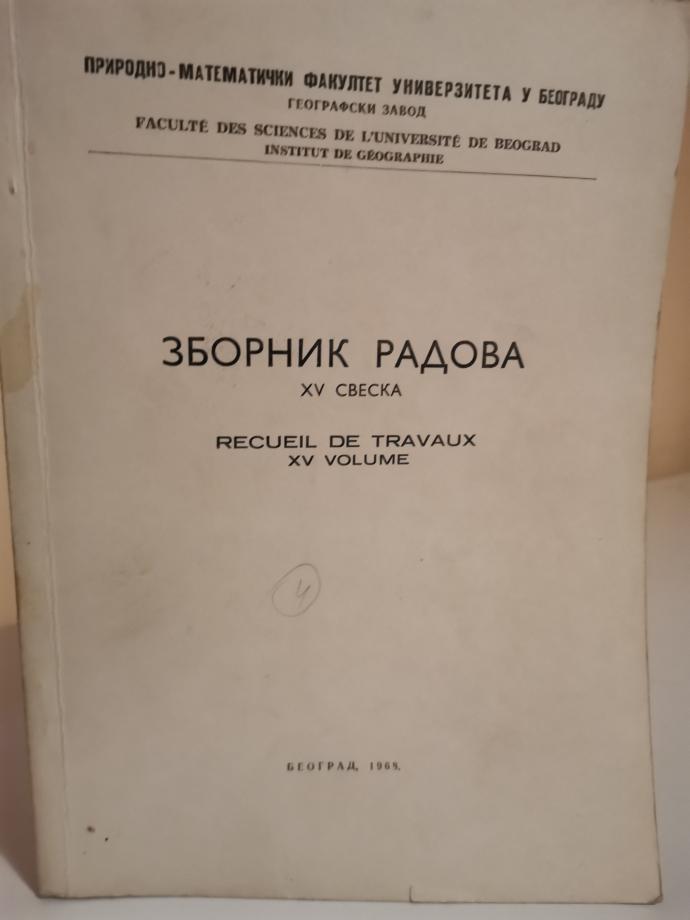 ПРИРОДНО-МАТЕМАТИЧКИ ФАКУЛТЕТ УНИВЕРЗИТЕТА У БЕОГРАДУ
ГЕОГРАФСКИ ЗАВОД
FACULTÉ DES SCIENCES DE L'UNIVERSITÉ DE BEOGRAD
INSTITUT DE GÉOGRAPHIE
ЗБОРНИК РАДОВА
XV СВЕСКА
RECUEIL DE TRAVAUX
XV VOLUME
БЕОГРАД,